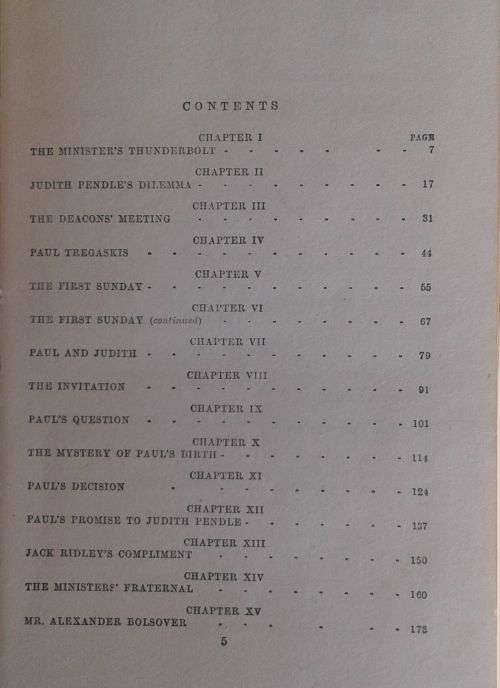 CONTENTS
CHAPTER I PAGE
THE MINISTER'S THUNDERBOLT - - - - - - - 7
CHAPTER II
JUDITH PENDLE'S DILEMMA - - - - - - - - 17
CHAPTER III
THE DEACONS' MEETING - - - - - - - - 31
CHAPTER IV
PAUL TREGASKIS - - - - - - - - - 44
CHAPTER V
THE FIRST SUNDAY - - - - - - - - - 55
CHAPTER VI
THE FIRST SUNDAY (continued) - - - - - - - 67
CHAPTER VII
PAUL AND JUDITH - - - - - - - - - 79
CHAPTER VIII
THE INVITATION - - - - - - - - - 91
CHAPTER IX
PAUL'S QUESTION - - - - - - - - - 101
CHAPTER X
THE MYSTERY OF PAUL'S BIRTH - - - - - - - 114
CHAPTER XI
PAUL'S DECISION - - - - - - - - 124
CHAPTER XII
PAUL'S PROMISE TO JUDITH PENDLE - - - - - - 137
CHAPTER XIII
JACK RIDLEY'S COMPLIMENT - - - - - - - 150
CHAPTER XIV
THE MINISTERS' FRATERNAL - - - - - - - 160
CHAPTER XV
MR. ALEXANDER BOLSOVER - - - - - - 173
5